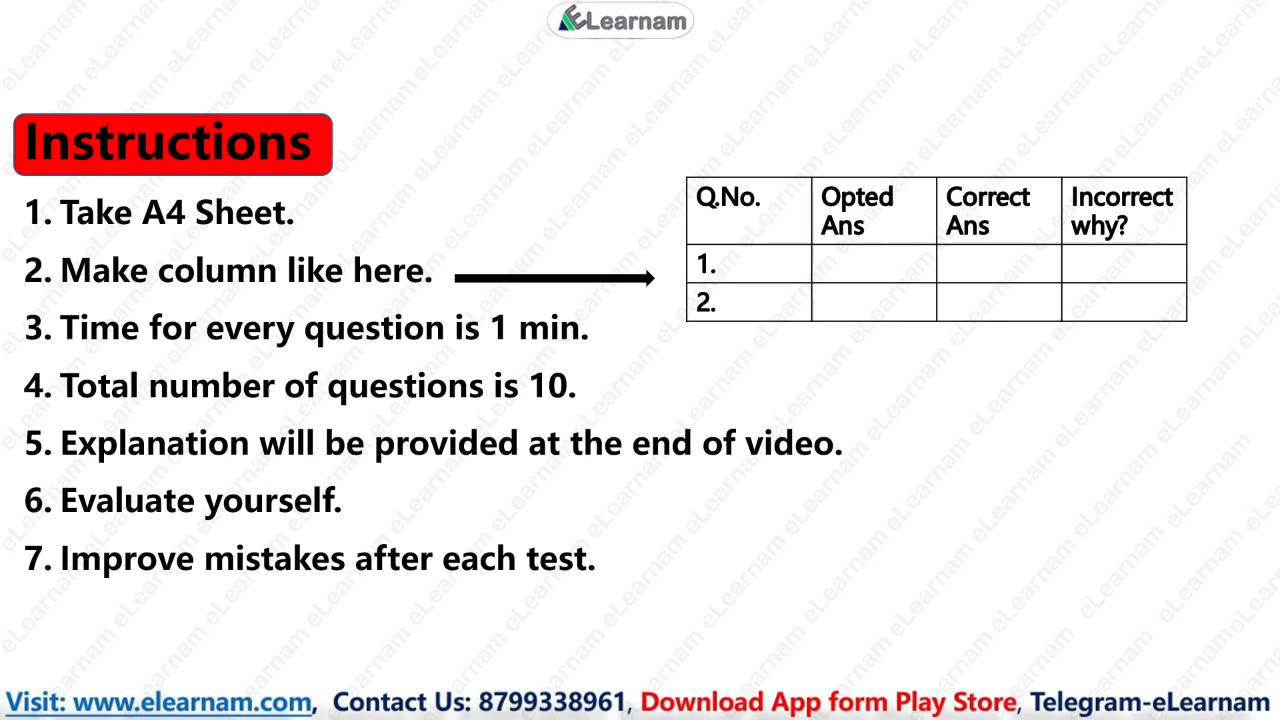 ELearnam
Instructions
1. Take A4 Sheet.
2. Make column like here.
3. Time for every question is 1 min.
4. Total number of questions is 10.
5. Explanation will be provided at the end of video.
6. Evaluate yourself.
7. Improve mistakes after each test.
Q.No. Opted Ans Correct Ans Incorrect why?
1.
2.
Visit: www.elearnam.com, Contact Us: 8799338961, Download App form Play Store, Telegram-eLearnam